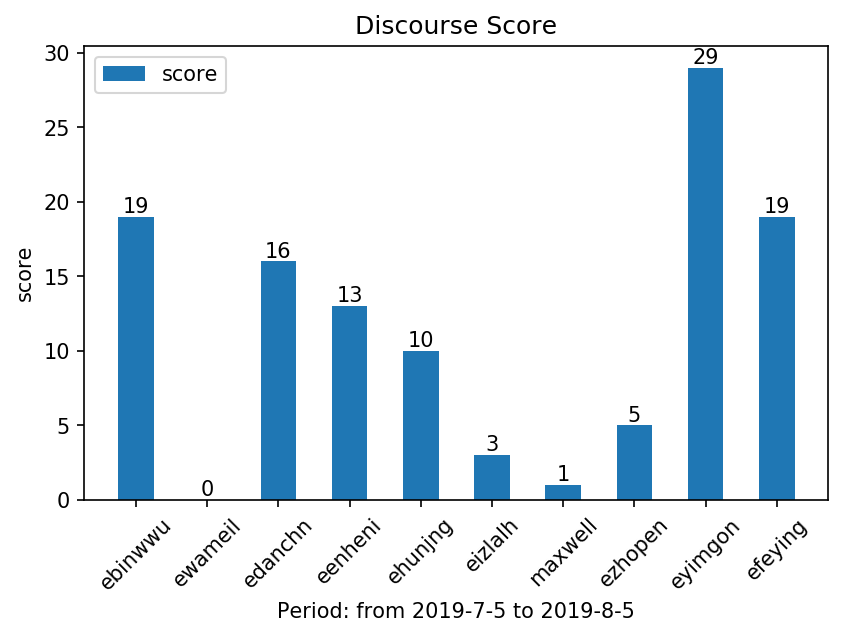 Discourse Score
score
30
25
20
15
10
5
0
score
19
0
16
13
10
3
1
5
29
19
ebinwwu
ewameil
edanchn
eenheni
ehunjng
eizlalh
maxwell
ezhopen
eyimgon
efeying
Period: from 2019-7-5 to 2019-8-5